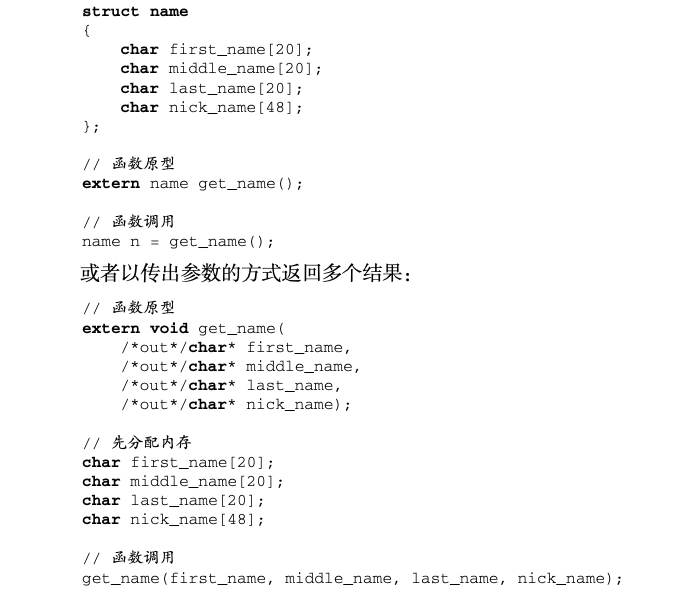 struct name
{
    char first_name[20];
    char middle_name[20];
    char last_name[20];
    char nick_name[48];
};
// 函数原型
extern name get_name();
// 函数调用
name n = get_name();
或者以传出参数的方式返回多个结果：
// 函数原型
extern void get_name(
    /*out*/char* first_name,
    /*out*/char* middle_name,
    /*out*/char* last_name,
    /*out*/char* nick_name);
// 先分配内存
char first_name[20];
char middle_name[20];
char last_name[20];
char nick_name[48];
// 函数调用
get_name(first_name, middle_name, last_name, nick_name);